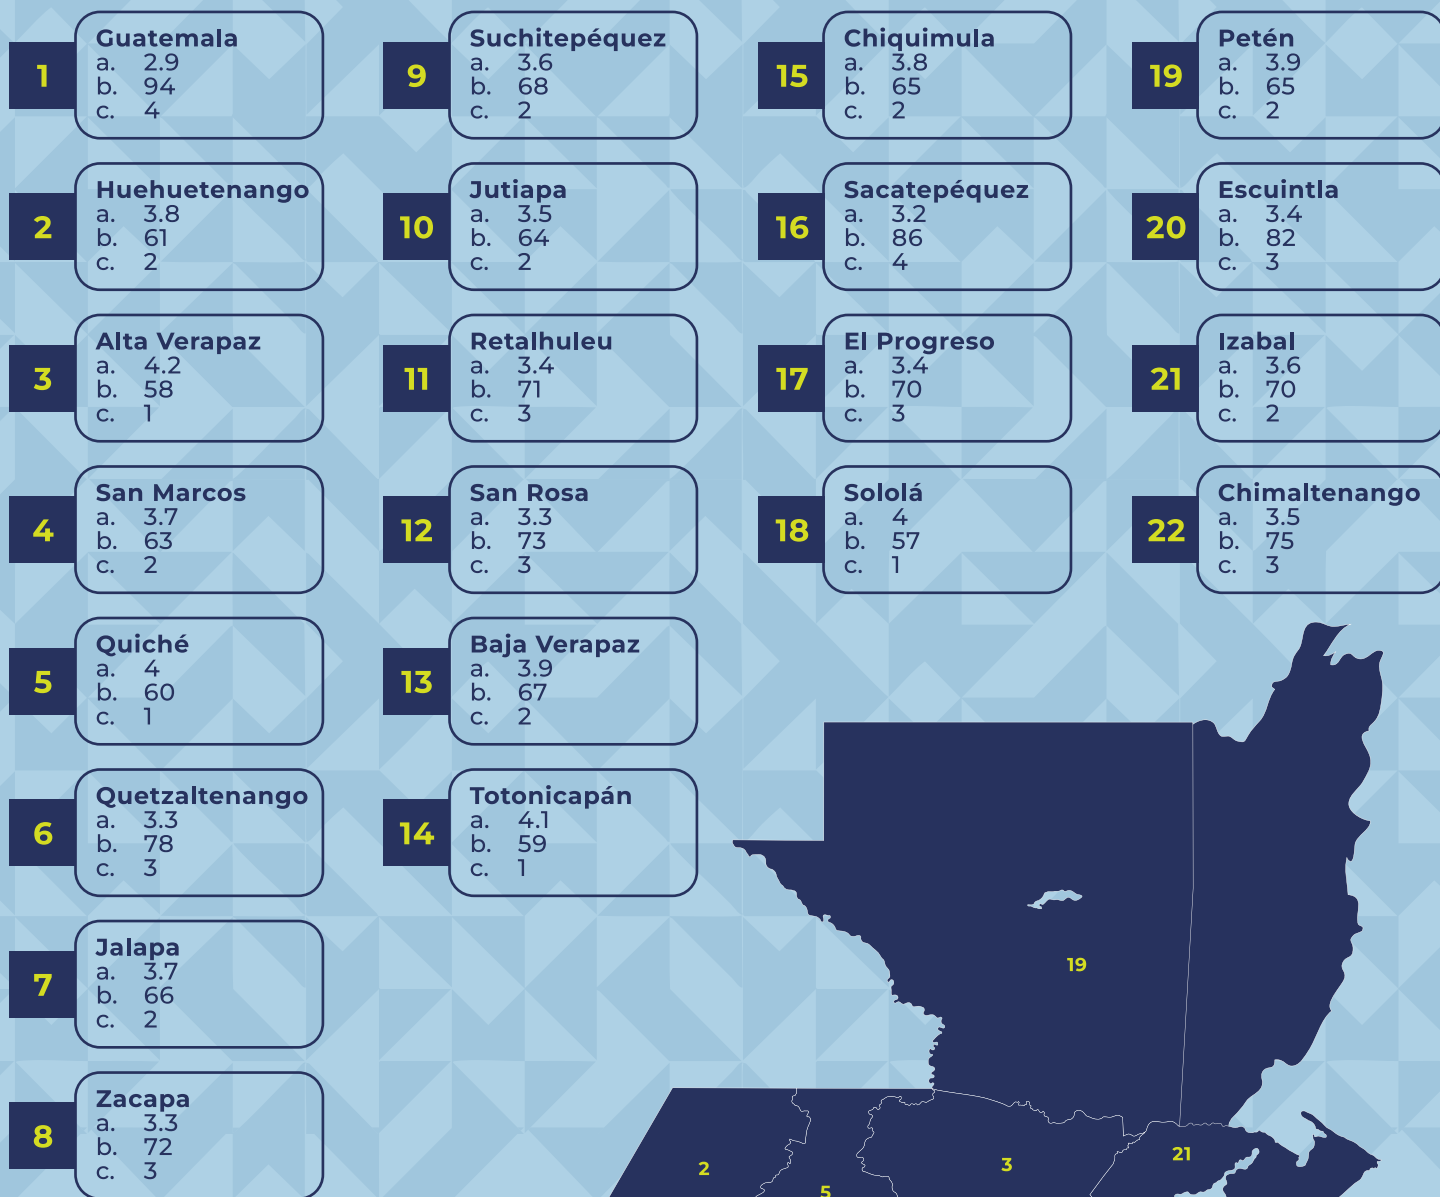 1
Guatemala
a. 2.9
b. 94
c. 4
2
Huehuetenango
a. 3.8
b. 61
c. 2
3
Alta Verapaz
a. 4.2
b. 58
c. 1
4
San Marcos
a. 3.7
b. 63
c. 2
5
Quiché
a. 4
b. 60
c. 1
6
Quetzaltenango
a. 3.3
b. 78
c. 3
7
Jalapa
a. 3.7
b. 66
c. 2
8
Zacapa
a. 3.3
b. 72
c. 3
9
Suchitepéquez
a. 3.6
b. 68
c. 2
10
Jutiapa
a. 3.5
b. 64
c. 2
11
Retalhuleu
a. 3.4
b. 71
c. 3
12
San Rosa
a. 3.3
b. 73
c. 3
13
Baja Verapaz
a. 3.9
b. 67
c. 2
14
Totonicapán
a. 4.1
b. 59
c. 1
15
Chiquimula
a. 3.8
b. 65
c. 2
16
Sacatepéquez
a. 3.2
b. 86
c. 4
17
El Progreso
a. 3.4
b. 70
c. 3
18
Sololá
a. 4
b. 57
c. 1
19
Petén
a. 3.9
b. 65
c. 2
20
Escuintla
a. 3.4
b. 82
c. 3
21
Izabal
a. 3.6
b. 70
c. 2
22
Chimaltenango
a. 3.5
b. 75
c. 3
19
21
3
2
5